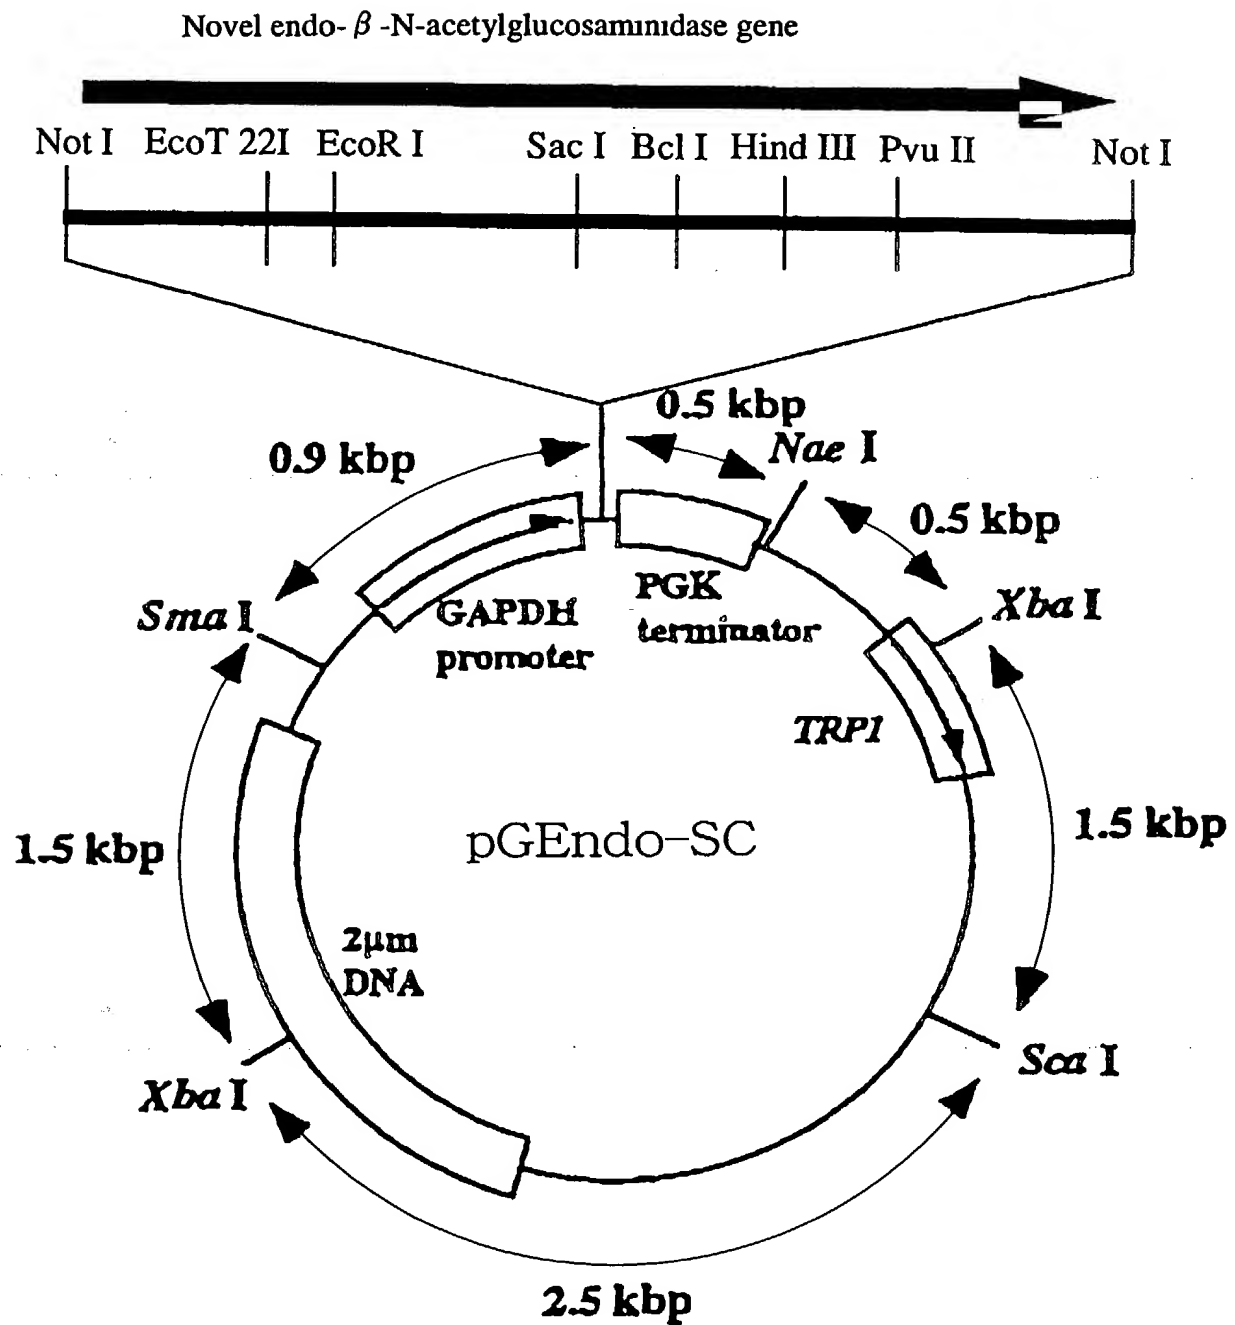 Novel endo- β -N-acetylglucosaminidase gene
Not I EcoT 22I EcoR I Sac I Bcl I Hind III Pvu II Not I
0.5 kbp
0.9 kbp
Nae I
0.5 kbp
Sma I
GAPDH
promoter
PGK
terminator
Xba I
TRP1
1.5 kbp
pGEndo-SC
1.5 kbp
2μm
DNA
Xba I
Sca I
2.5 kbp